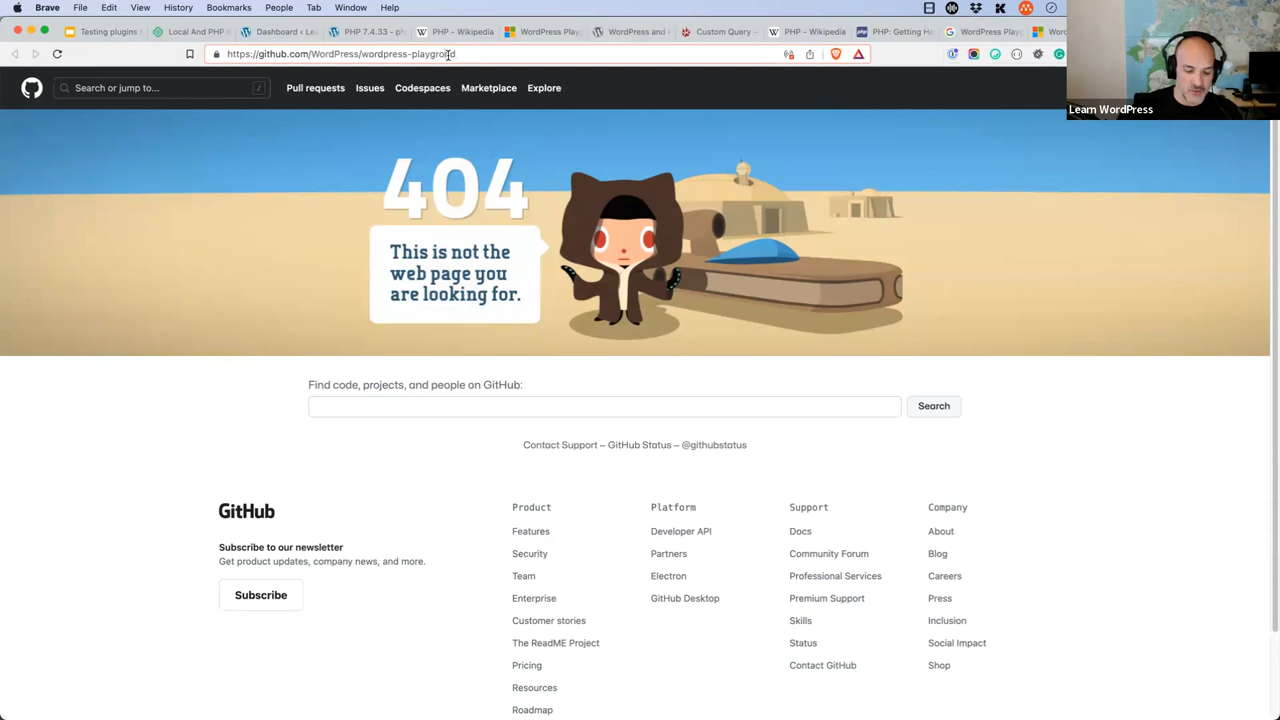 Brave File Edit View History Bookmarks People Tab Window Help
Testing plugins
Local And PHP
Dashboard ‹ Lea
PHP 7.4.33 - ph
PHP - Wikipedia
WordPress Play
WordPress and
Custom Query –
PHP - Wikipedia
PHP: Getting Ha
WordPress Play
Word
https://github.com/WordPress/wordpress-playgrond
Learn WordPress
Search or jump to... /
Pull requests Issues Codespaces Marketplace Explore
404
This is not the
web page you
are looking for.
Find code, projects, and people on GitHub:
Search
Contact Support — GitHub Status — @githubstatus
GitHub
Subscribe to our newsletter
Get product updates, company news, and more.
Subscribe
Product
Features
Security
Team
Enterprise
Customer stories
The ReadME Project
Pricing
Resources
Roadmap
Platform
Developer API
Partners
Electron
GitHub Desktop
Support
Docs
Community Forum
Professional Services
Premium Support
Skills
Status
Contact GitHub
Company
About
Blog
Careers
Press
Inclusion
Social Impact
Shop